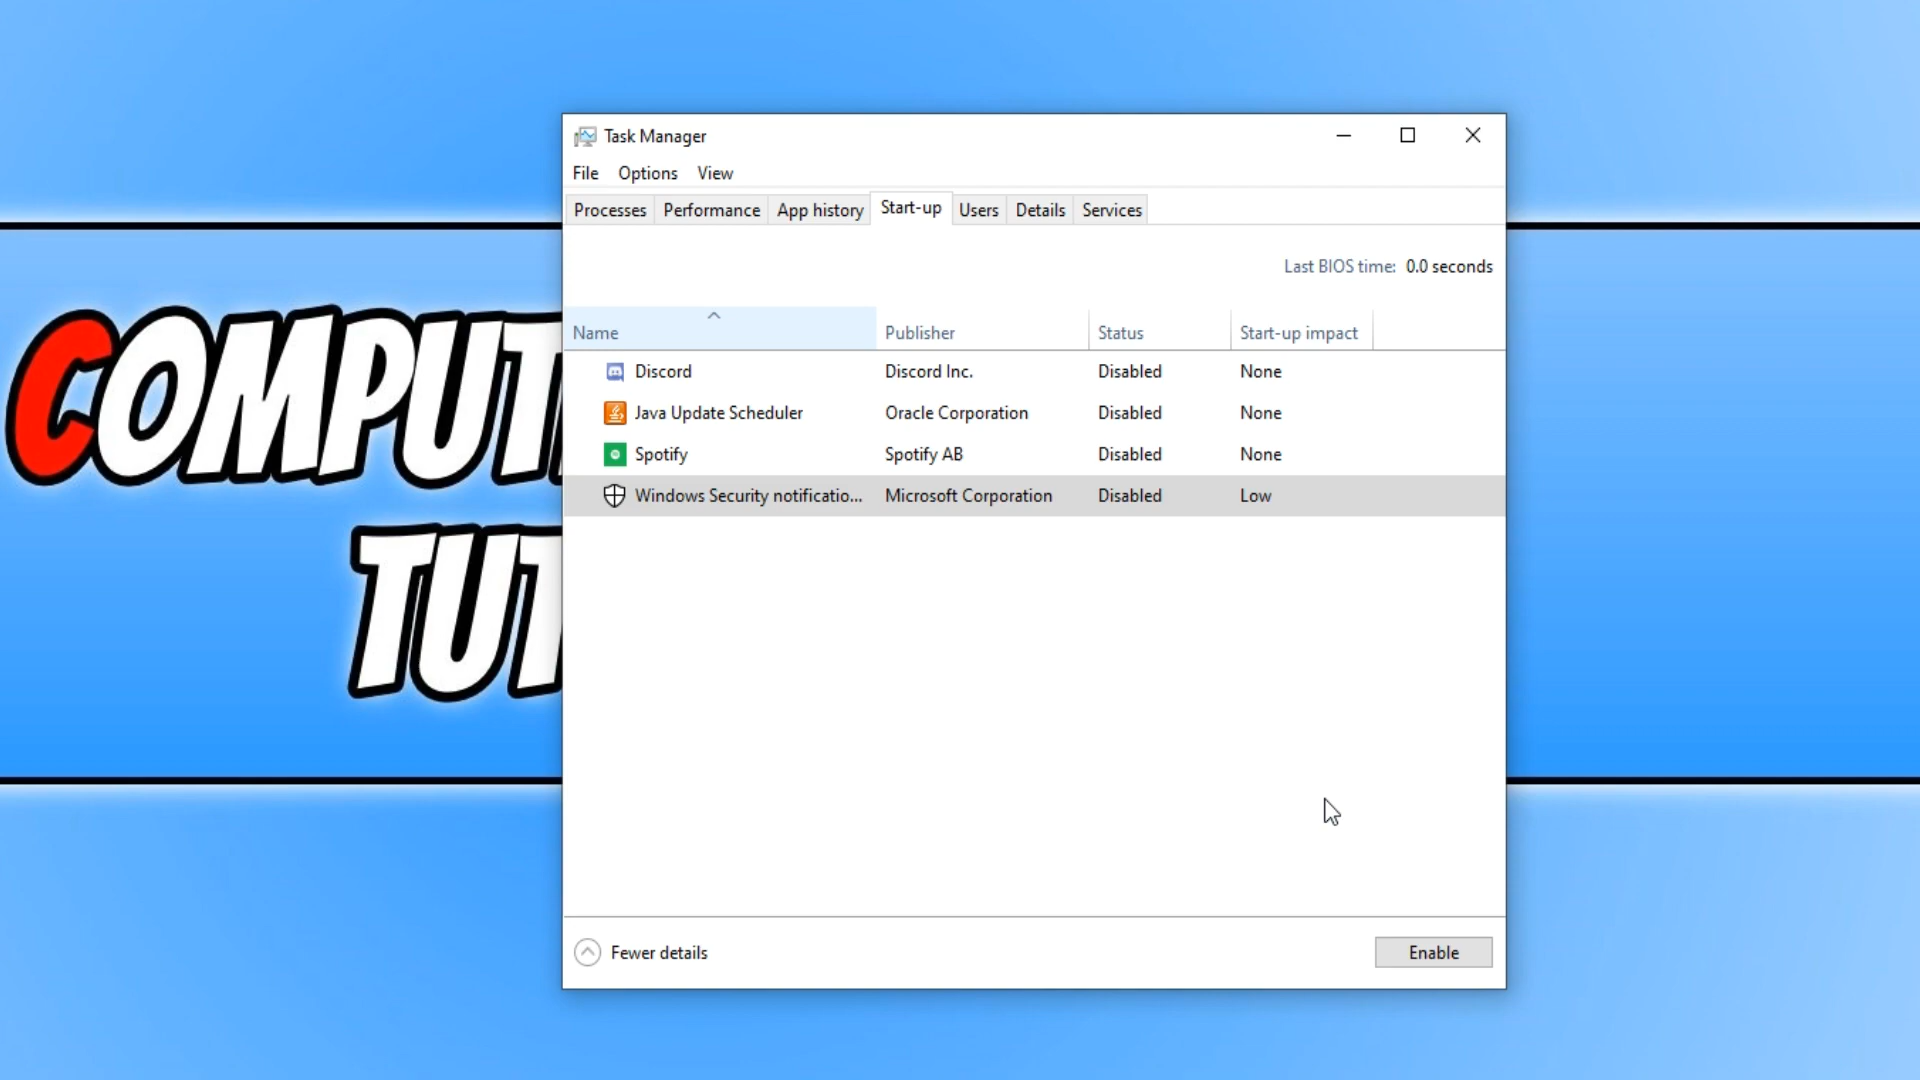 Task Manager
File Options View
Processes Performance App history Start-up Users Details Services
Last BIOS time: 0.0 seconds
Name Publisher Status Start-up impact
Discord Discord Inc. Disabled None
Java Update Scheduler Oracle Corporation Disabled None
Spotify Spotify AB Disabled None
Windows Security notificatio... Microsoft Corporation Disabled Low
COMPUT
TUT
Fewer details Enable